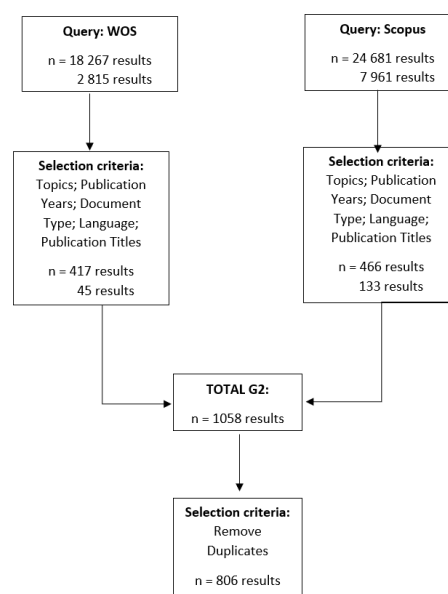 Query: WOS
n = 18 267 results
2 815 results
Query: Scopus
n = 24 681 results
7 961 results
Selection criteria:
Topics; Publication
Years; Document
Type; Language;
Publication Titles
n = 417 results
45 results
Selection criteria:
Topics; Publication
Years; Document
Type; Language;
Publication Titles
n = 466 results
133 results
TOTAL G2:
n = 1058 results
Selection criteria:
Remove
Duplicates
n = 806 results